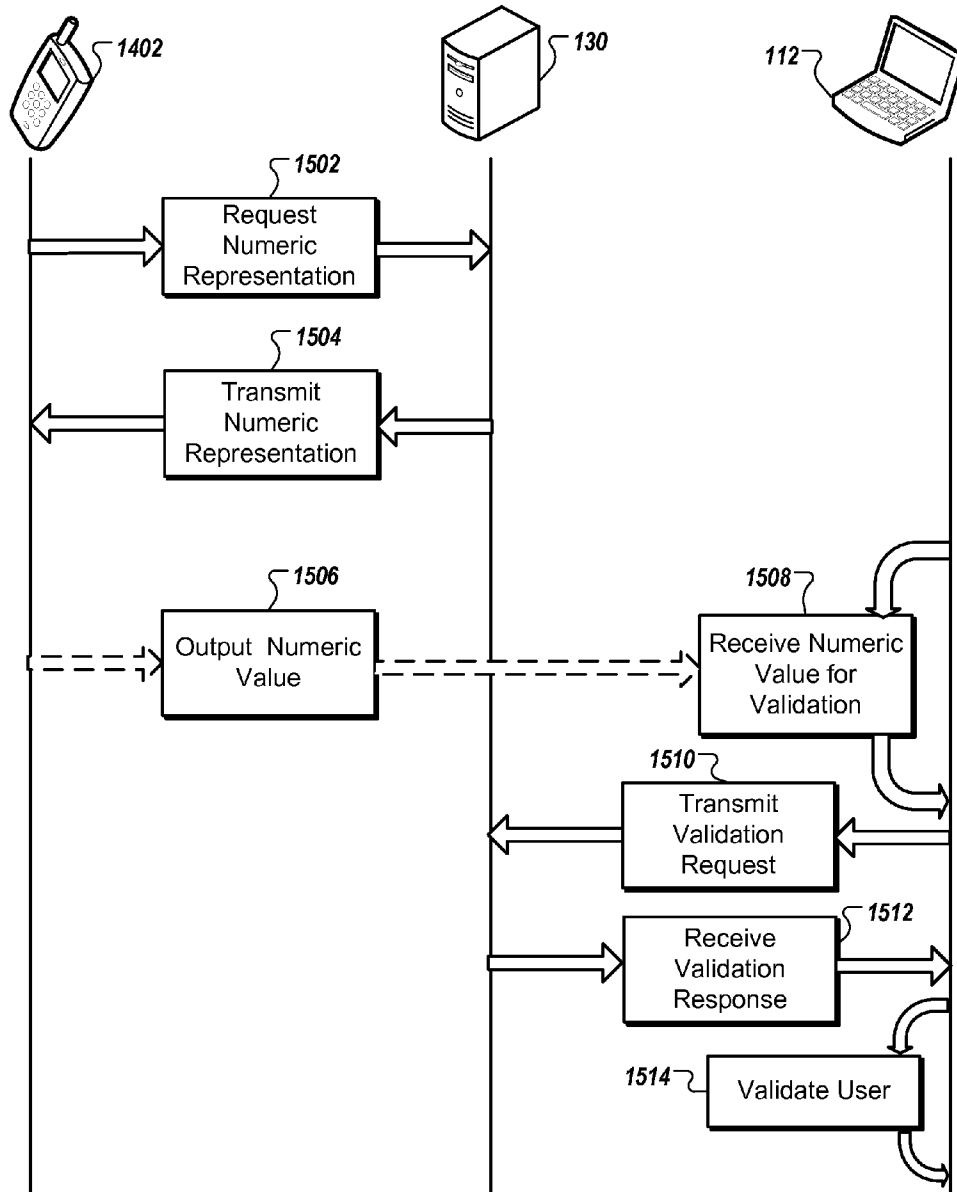 1402
130
112
1502
Request
Numeric
Representation
1504
Transmit
Numeric
Representation
1506
Output Numeric
Value
1508
Receive Numeric
Value for
Validation
1510
Transmit
Validation
Request
1512
Receive
Validation
Response
1514
Validate User